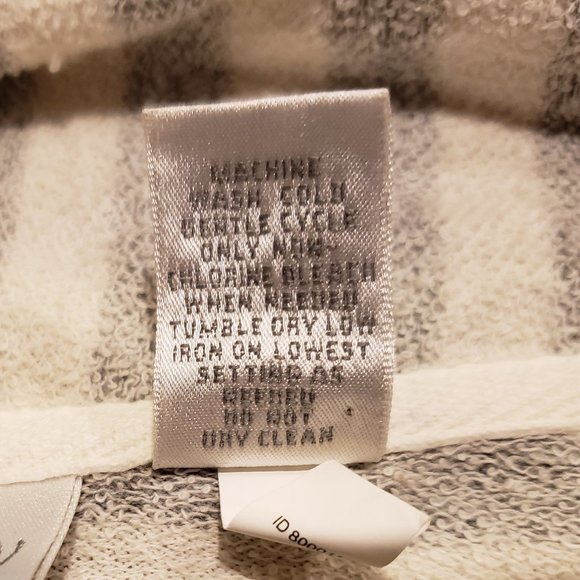 MACHINE
WASH COLD
GENTLE CYCLE
ONLY NON-
CHLORINE BLEACH
WHEN NEEDED
TUMBLE DRY LOW
IRON ON LOWEST
SETTING AS
NEEDED
DO NOT
DRY CLEAN
ID